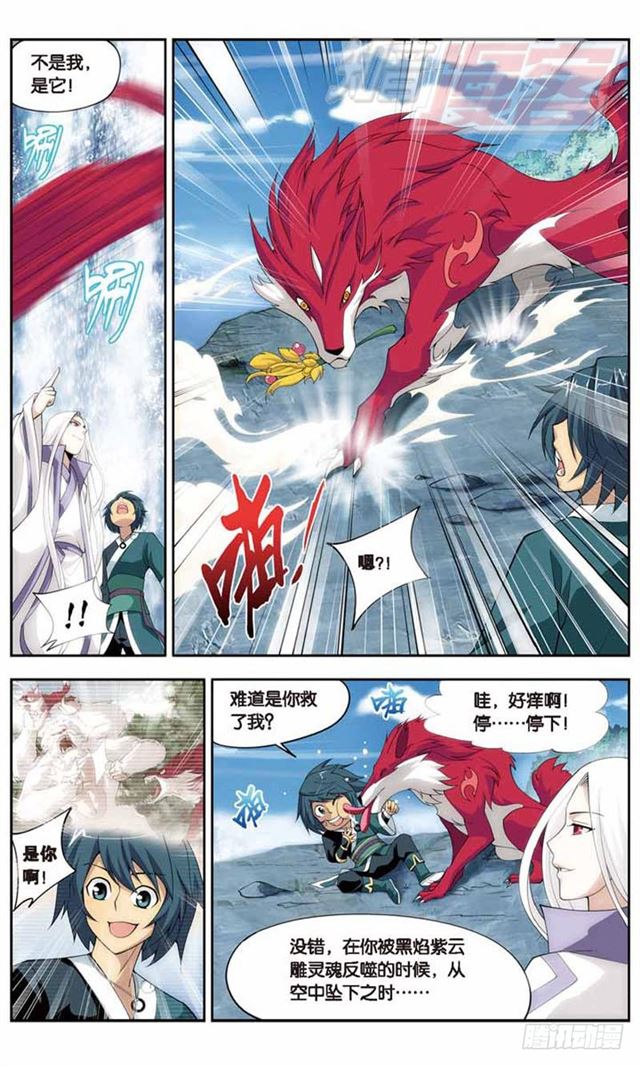 不是我，
是它！
唰
唰
！！
啪！
嗯？！
是你
啊！
难道是你救
了我？
啪
啪
哇，好痒啊！
停……停下！
没错，在你被黑焰紫云
雕灵魂反噬的时候，从
空中坠下之时……
腾讯动漫